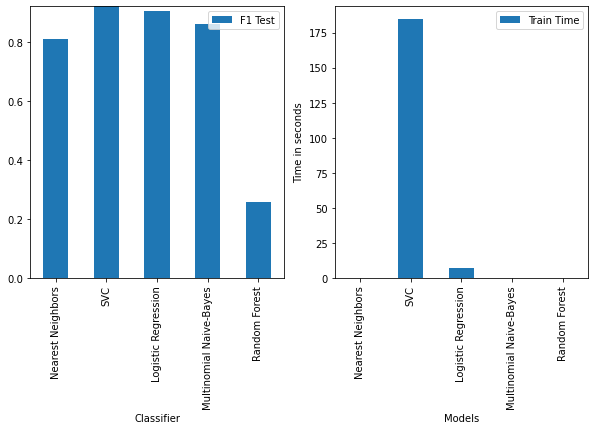 F1 Test
0.8
0.6
0.4
0.2
0.0
Nearest Neighbors
SVC
Logistic Regression
Multinomial Naive-Bayes
Random Forest
Classifier
Train Time
Time in seconds
175
150
125
100
75
50
25
0
Nearest Neighbors
SVC
Logistic Regression
Multinomial Naive-Bayes
Random Forest
Models